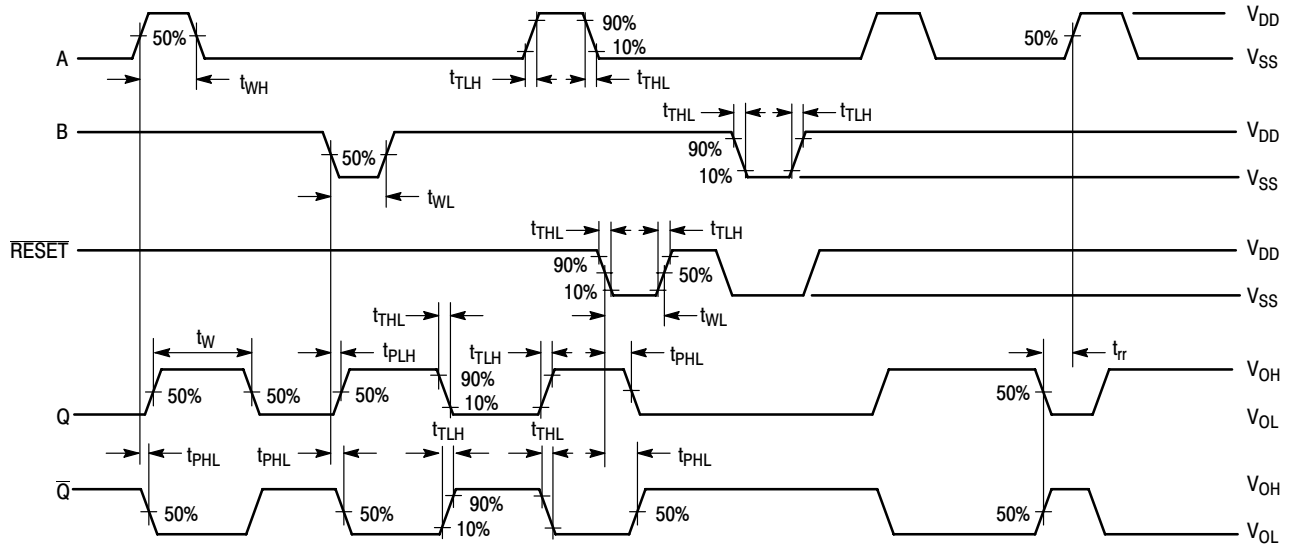 90%
V_DD
50%
50%
10%
A
V_SS
t_WH
t_TLH
t_THL
t_THL
t_TLH
B
V_DD
90%
50%
10%
V_SS
t_WL
t_THL
t_TLH
RESET
V_DD
90%
50%
10%
V_SS
t_THL
t_WL
t_W
t_PLH
t_TLH
t_PHL
t_rr
V_OH
90%
50%
50%
50%
10%
50%
Q
V_OL
t_TLH
t_THL
t_PHL
t_PHL
t_PHL
Q
V_OH
90%
50%
50%
50%
50%
10%
V_OL